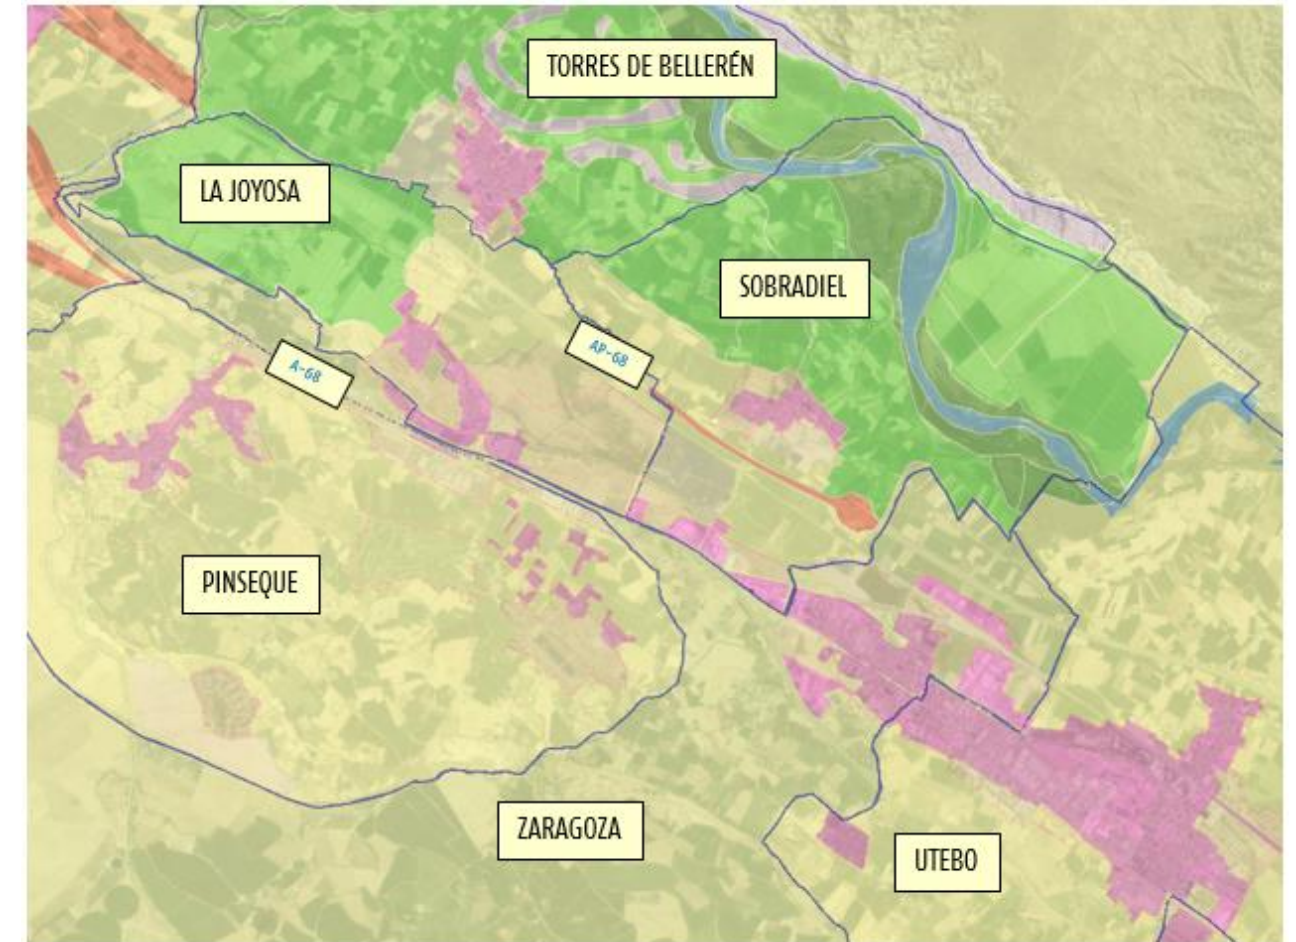 TORRES DE BELLERÉN
LA JOYOSA
SOBRADIEL
AP-68
A-68
PINSEQUE
ZARAGOZA
UTEBO